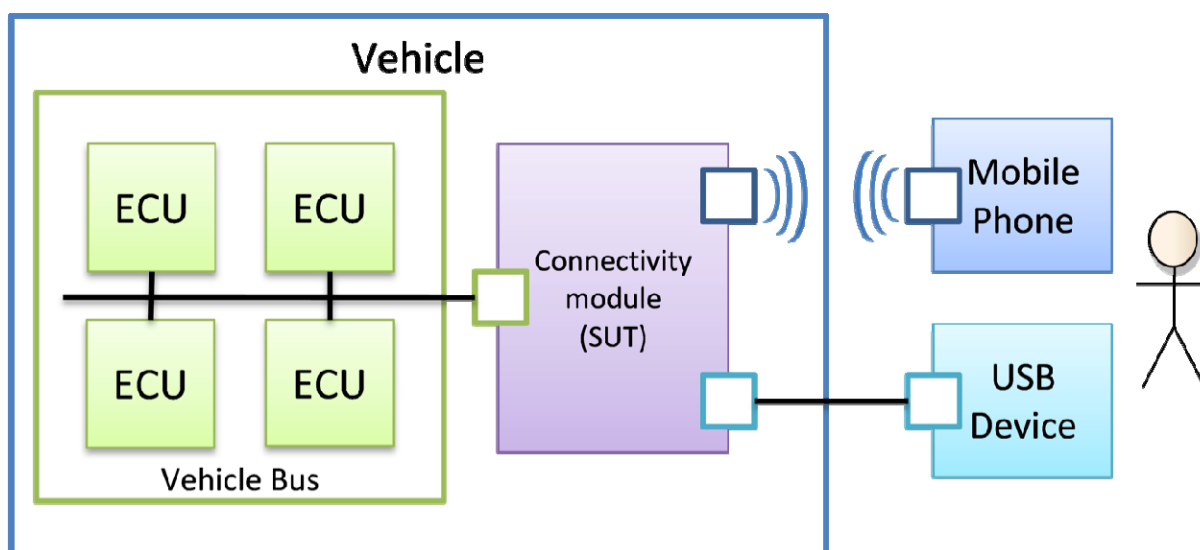 Vehicle
ECU
ECU
ECU
ECU
Vehicle Bus
Connectivity
module
(SUT)
Mobile
Phone
USB
Device